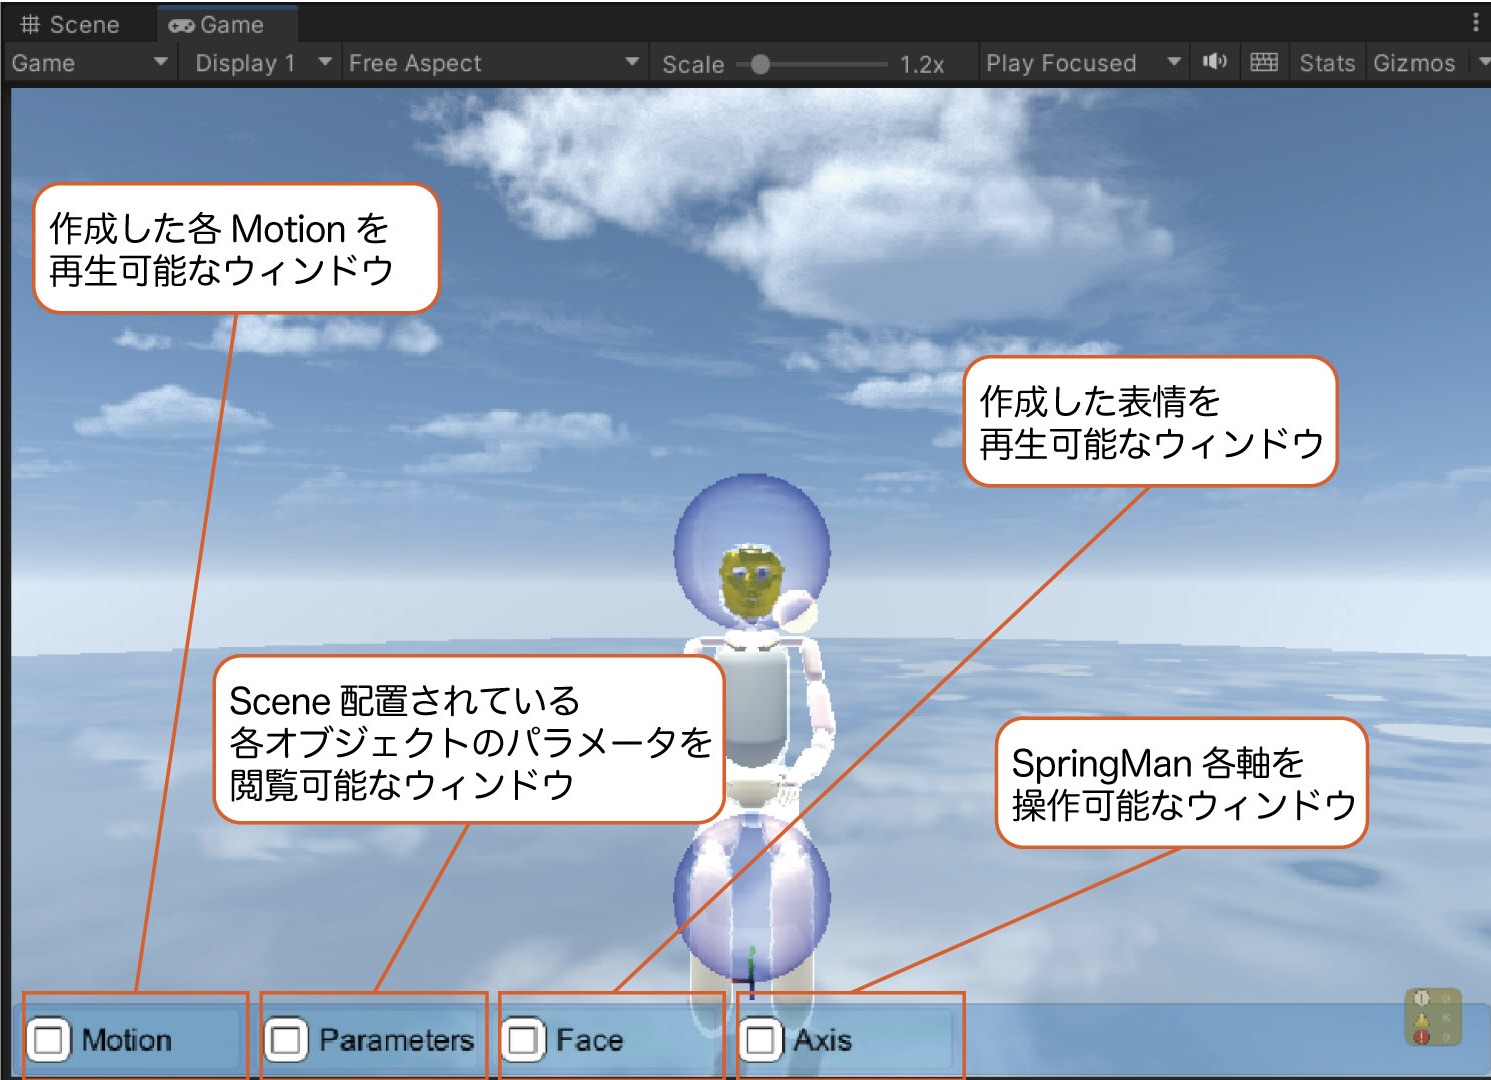 Scene
Game
Game
Display 1
Free Aspect
Scale
1.2x
Play Focused
Stats
Gizmos
作成した各 Motion を
再生可能なウィンドウ
作成した表情を
再生可能なウィンドウ
Scene 配置されている
各オブジェクトのパラメータを
閲覧可能なウィンドウ
SpringMan 各軸を
操作可能なウィンドウ
Motion
Parameters
Face
Axis